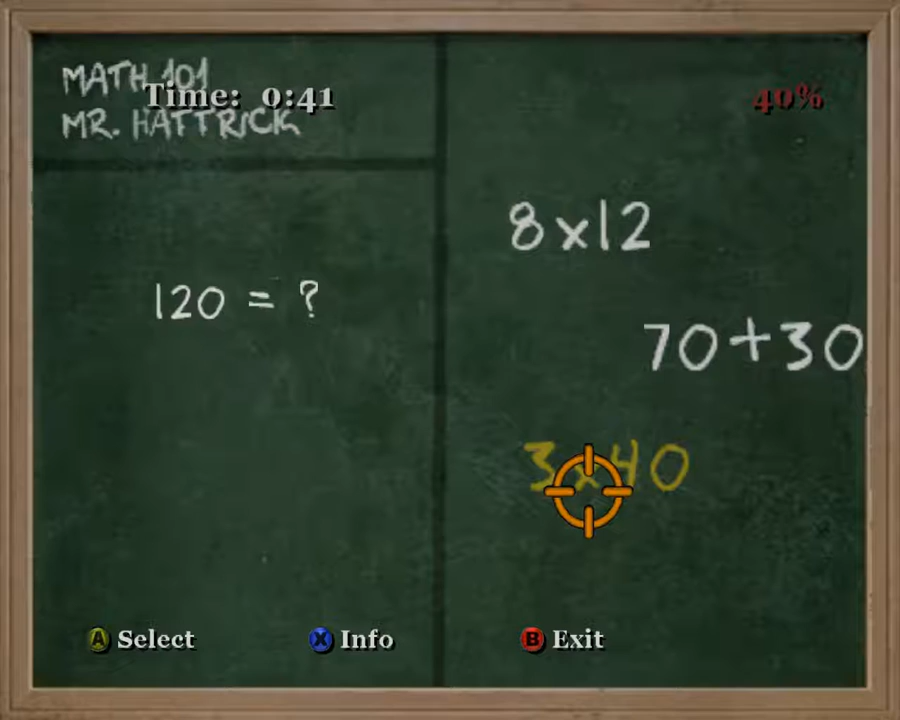 MATH 101
Time: 0:41
40%
MR. HATTRICK
8x12
120 = ?
70+30
3x40
A Select
X Info
B Exit